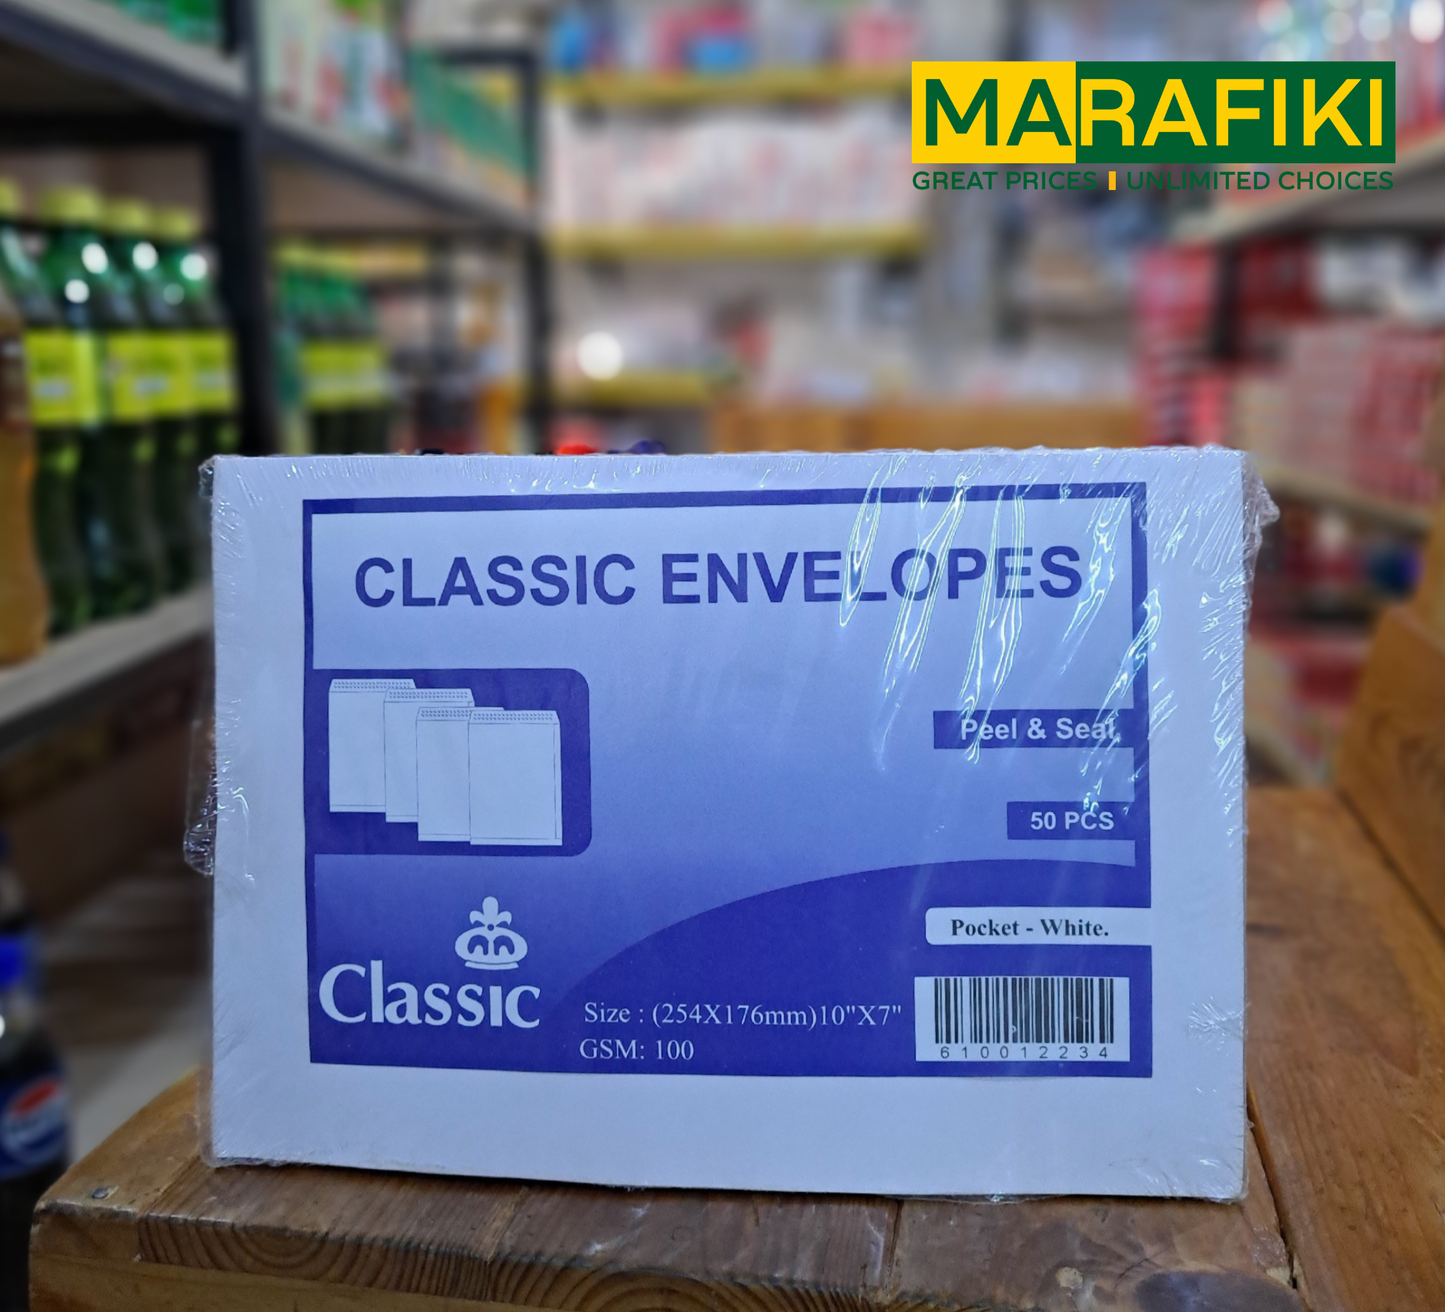 MARAFIKI
GREAT PRICES | UNLIMITED CHOICES
CLASSIC ENVELOPES
Peel & Seal
50 PCS
Pocket - White.
Classic
Size : (254X176mm)10"X7"
GSM: 100
610012234